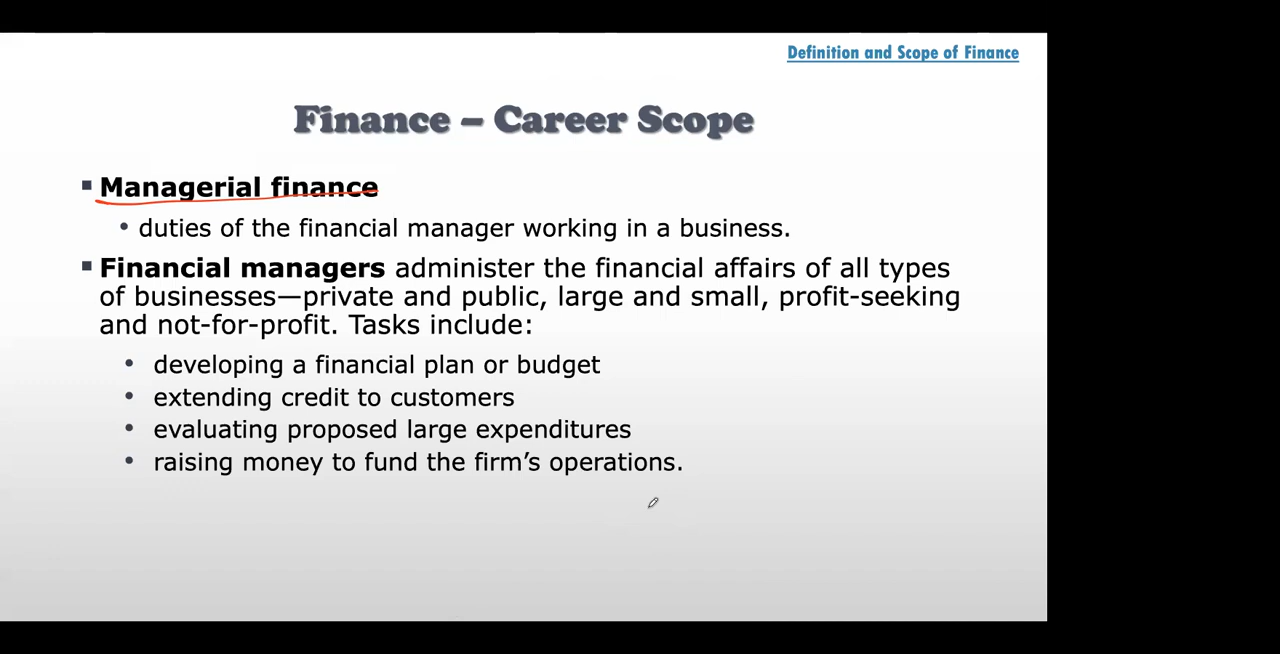 Definition and Scope of Finance
Finance – Career Scope
▪ Managerial finance
• duties of the financial manager working in a business.
▪ Financial managers administer the financial affairs of all types
of businesses—private and public, large and small, profit-seeking
and not-for-profit. Tasks include:
• developing a financial plan or budget
• extending credit to customers
• evaluating proposed large expenditures
• raising money to fund the firm’s operations.